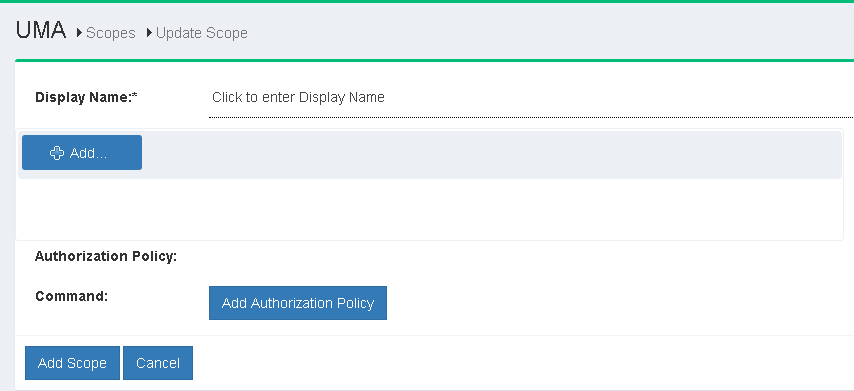 UMA Scopes Update Scope
Display Name:* Click to enter Display Name
Add...
Authorization Policy:
Command: Add Authorization Policy
Add Scope Cancel